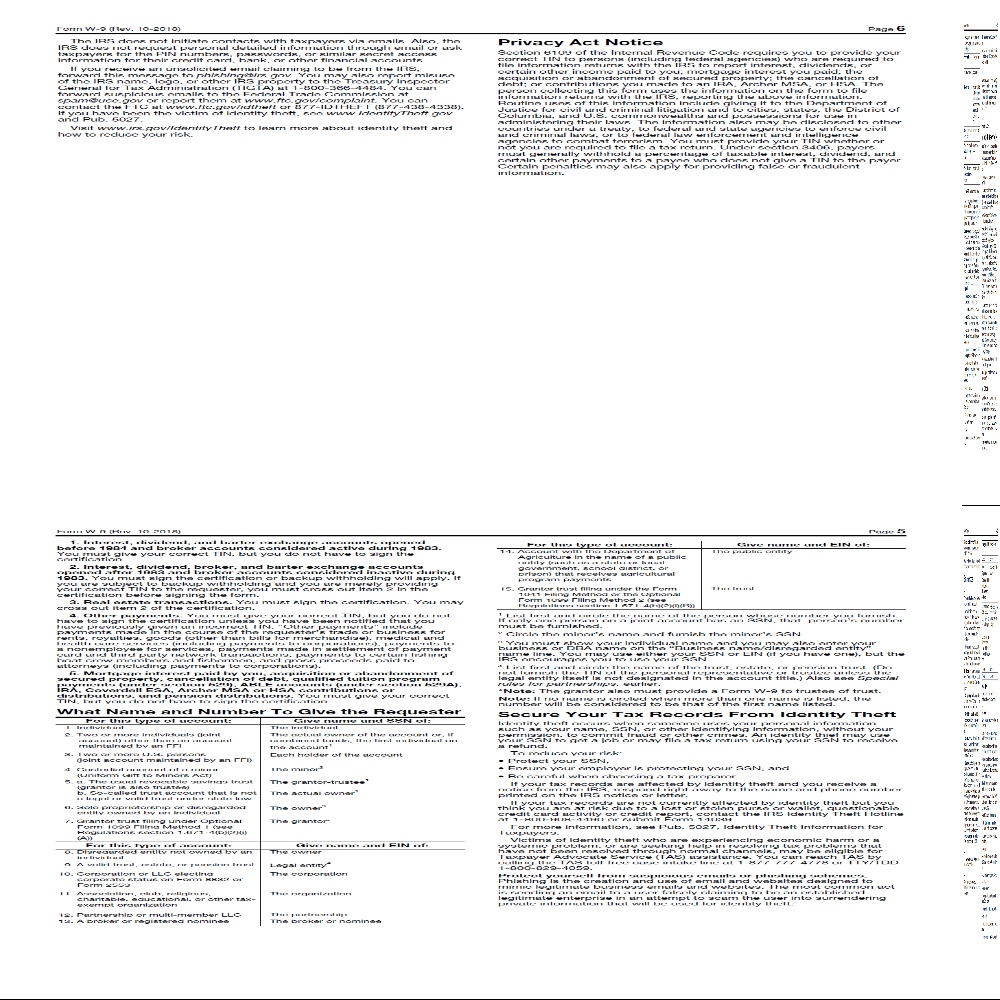 Form W-9 (Rev. 10-2018)
Page 6
The IRS does not initiate contacts with taxpayers via emails. Also, the
IRS does not request personal detailed information through email or ask
taxpayers for the PIN numbers, passwords, or similar secret access
information for their credit card, bank, or other financial accounts.
If you receive an unsolicited email claiming to be from the IRS,
forward this message to phishing@irs.gov. You may also report misuse
of the IRS name, logo, or other IRS property to the Treasury Inspector
General for Tax Administration (TIGTA) at 1-800-366-4484. You can
forward suspicious emails to the Federal Trade Commission at
spam@uce.gov or report them at www.ftc.gov/complaint. You can
contact the FTC at www.ftc.gov/idtheft or 877-IDTHEFT (877-438-4338).
If you have been the victim of identity theft, see www.IdentityTheft.gov
and Pub. 5027.
Visit www.irs.gov/IdentityTheft to learn more about identity theft and
how to reduce your risk.
Privacy Act Notice
Section 6109 of the Internal Revenue Code requires you to provide your
correct TIN to persons (including federal agencies) who are required to
file information returns with the IRS to report interest, dividends, or
certain other income paid to you; mortgage interest you paid; the
acquisition or abandonment of secured property; the cancellation of
debt; or contributions you made to an IRA, Archer MSA, or HSA. The
person collecting this form uses the information on the form to file
information returns with the IRS, reporting the above information.
Routine uses of this information include giving it to the Department of
Justice for civil and criminal litigation and to cities, states, the District of
Columbia, and U.S. commonwealths and possessions for use in
administering their laws. The information also may be disclosed to other
countries under a treaty, to federal and state agencies to enforce civil
and criminal laws, or to federal law enforcement and intelligence
agencies to combat terrorism. You must provide your TIN whether or
not you are required to file a tax return. Under section 3406, payers
must generally withhold a percentage of taxable interest, dividend, and
certain other payments to a payee who does not give a TIN to the payer.
Certain penalties may also apply for providing false or fraudulent
information.
Form W-9 (Rev. 10-2018)
Page 5
1. Interest, dividend, and barter exchange accounts opened
before 1984 and broker accounts considered active during 1983.
You must give your correct TIN, but you do not have to sign the
certification.
2. Interest, dividend, broker, and barter exchange accounts
opened after 1983 and broker accounts considered inactive during
1983. You must sign the certification or backup withholding will apply. If
you are subject to backup withholding and you are merely providing
your correct TIN to the requester, you must cross out item 2 in the
certification before signing the form.
3. Real estate transactions. You must sign the certification. You may
cross out item 2 of the certification.
4. Other payments. You must give your correct TIN, but you do not
have to sign the certification unless you have been notified that you
have previously given an incorrect TIN. "Other payments" include
payments made in the course of the requester's trade or business for
rents, royalties, goods (other than bills for merchandise), medical and
health care services (including payments to corporations), payments to
a nonemployee for services, payments made in settlement of payment
card and third party network transactions, payments to certain fishing
boat crew members and fishermen, and gross proceeds paid to
attorneys (including payments to corporations).
5. Mortgage interest paid by you, acquisition or abandonment of
secured property, cancellation of debt, qualified tuition program
payments (under section 529), ABLE accounts (under section 529A),
IRA, Coverdell ESA, Archer MSA or HSA contributions or
distributions, and pension distributions. You must give your correct
TIN, but you do not have to sign the certification.
What Name and Number To Give the Requester
For this type of account: Give name and SSN of:
1. Individual The individual
2. Two or more individuals (joint The actual owner of the account or, if
account) other than an account combined funds, the first individual on
maintained by an FFI the account¹
3. Two or more U.S. persons Each holder of the account
(joint account maintained by an FFI)
4. Custodial account of a minor The minor²
(Uniform Gift to Minors Act)
5. a. The usual revocable savings trust The grantor-trustee¹
(grantor is also trustee)
b. So-called trust account that is not The actual owner¹
a legal or valid trust under state law
6. Sole proprietorship or disregarded The owner³
entity owned by an individual
7. Grantor trust filing under Optional The grantor*
Form 1099 Filing Method 1 (see
Regulations section 1.671-4(b)(2)(i)
(A))
For this type of account: Give name and EIN of:
8. Disregarded entity not owned by an The owner
individual
9. A valid trust, estate, or pension trust Legal entity⁴
10. Corporation or LLC electing The corporation
corporate status on Form 8832 or
Form 2553
11. Association, club, religious, The organization
charitable, educational, or other tax-
exempt organization
12. Partnership or multi-member LLC The partnership
13. A broker or registered nominee The broker or nominee
For this type of account: Give name and EIN of:
14. Account with the Department of The public entity
Agriculture in the name of a public
entity (such as a state or local
government, school district, or
prison) that receives agricultural
program payments
15. Grantor trust filing under the Form The trust
1041 Filing Method or the Optional
Form 1099 Filing Method 2 (see
Regulations section 1.671-4(b)(2)(i)(B))
¹ List first and circle the name of the person whose number you furnish.
If only one person on a joint account has an SSN, that person's number
must be furnished.
² Circle the minor's name and furnish the minor's SSN.
³ You must show your individual name and you may also enter your
business or DBA name on the "Business name/disregarded entity"
name line. You may use either your SSN or EIN (if you have one), but the
IRS encourages you to use your SSN.
⁴ List first and circle the name of the trust, estate, or pension trust. (Do
not furnish the TIN of the personal representative or trustee unless the
legal entity itself is not designated in the account title.) Also see Special
rules for partnerships, earlier.
*Note: The grantor also must provide a Form W-9 to trustee of trust.
Note: If no name is circled when more than one name is listed, the
number will be considered to be that of the first name listed.
Secure Your Tax Records From Identity Theft
Identity theft occurs when someone uses your personal information
such as your name, SSN, or other identifying information, without your
permission, to commit fraud or other crimes. An identity thief may use
your SSN to get a job or may file a tax return using your SSN to receive
a refund.
To reduce your risk:
• Protect your SSN,
• Ensure your employer is protecting your SSN, and
• Be careful when choosing a tax preparer.
If your tax records are affected by identity theft and you receive a
notice from the IRS, respond right away to the name and phone number
printed on the IRS notice or letter.
If your tax records are not currently affected by identity theft but you
think you are at risk due to a lost or stolen purse or wallet, questionable
credit card activity or credit report, contact the IRS Identity Theft Hotline
at 1-800-908-4490 or submit Form 14039.
For more information, see Pub. 5027, Identity Theft Information for
Taxpayers.
Victims of identity theft who are experiencing economic harm or a
systemic problem, or are seeking help in resolving tax problems that
have not been resolved through normal channels, may be eligible for
Taxpayer Advocate Service (TAS) assistance. You can reach TAS by
calling the TAS toll-free case intake line at 1-877-777-4778 or TTY/TDD
1-800-829-4059.
Protect yourself from suspicious emails or phishing schemes.
Phishing is the creation and use of email and websites designed to
mimic legitimate business emails and websites. The most common act
is sending an email to a user falsely claiming to be an established
legitimate enterprise in an attempt to scam the user into surrendering
private information that will be used for identity theft.